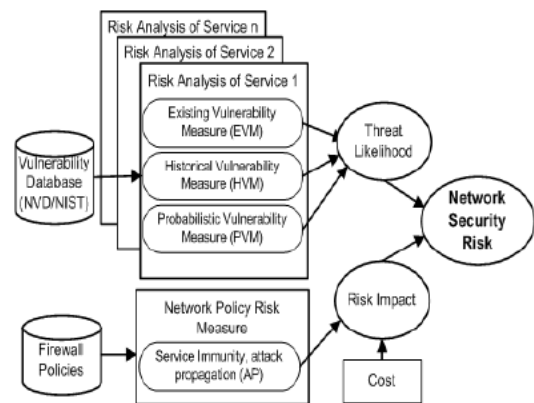 Risk Analysis of Service n
Risk Analysis of Service 2
Risk Analysis of Service 1
Existing Vulnerability
Measure (EVM)
Historical Vulnerability
Measure (HVM)
Probabilistic Vulnerability
Measure (PVM)
Vulnerability
Database
(NVD/NIST)
Threat
Likelihood
Network
Security
Risk
Network Policy Risk
Measure
Service Immunity, attack
propagation (AP)
Firewall
Policies
Risk Impact
Cost